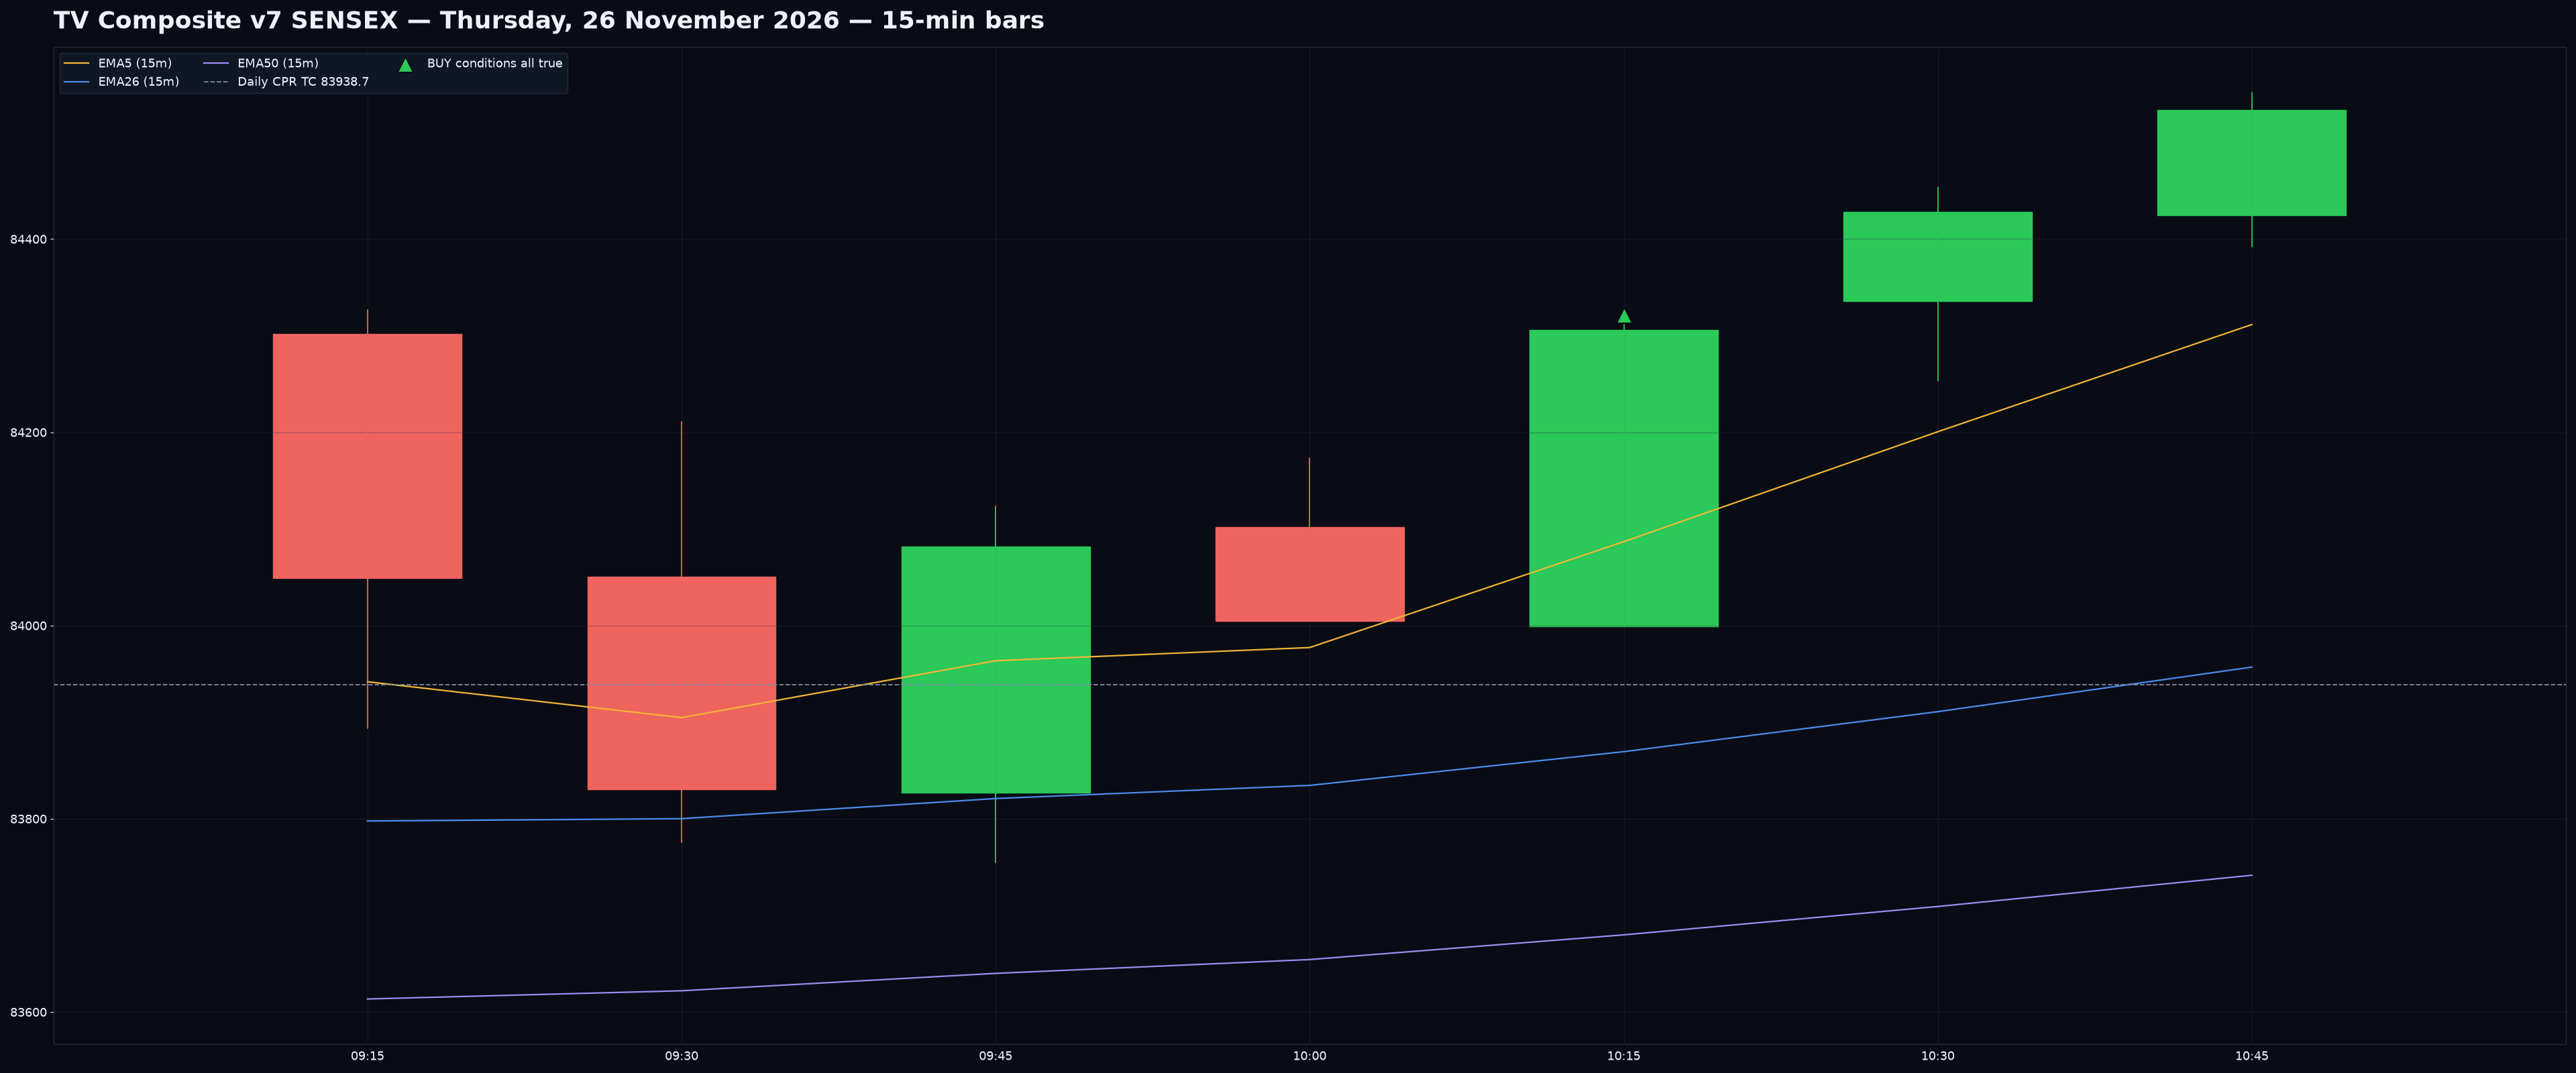 TV Composite v7 SENSEX — Thursday, 26 November 2026 — 15-min bars
EMA5 (15m)
EMA26 (15m)
EMA50 (15m)
Daily CPR TC 83938.7
BUY conditions all true
84400
84200
84000
83800
83600
09:15
09:30
09:45
10:00
10:15
10:30
10:45